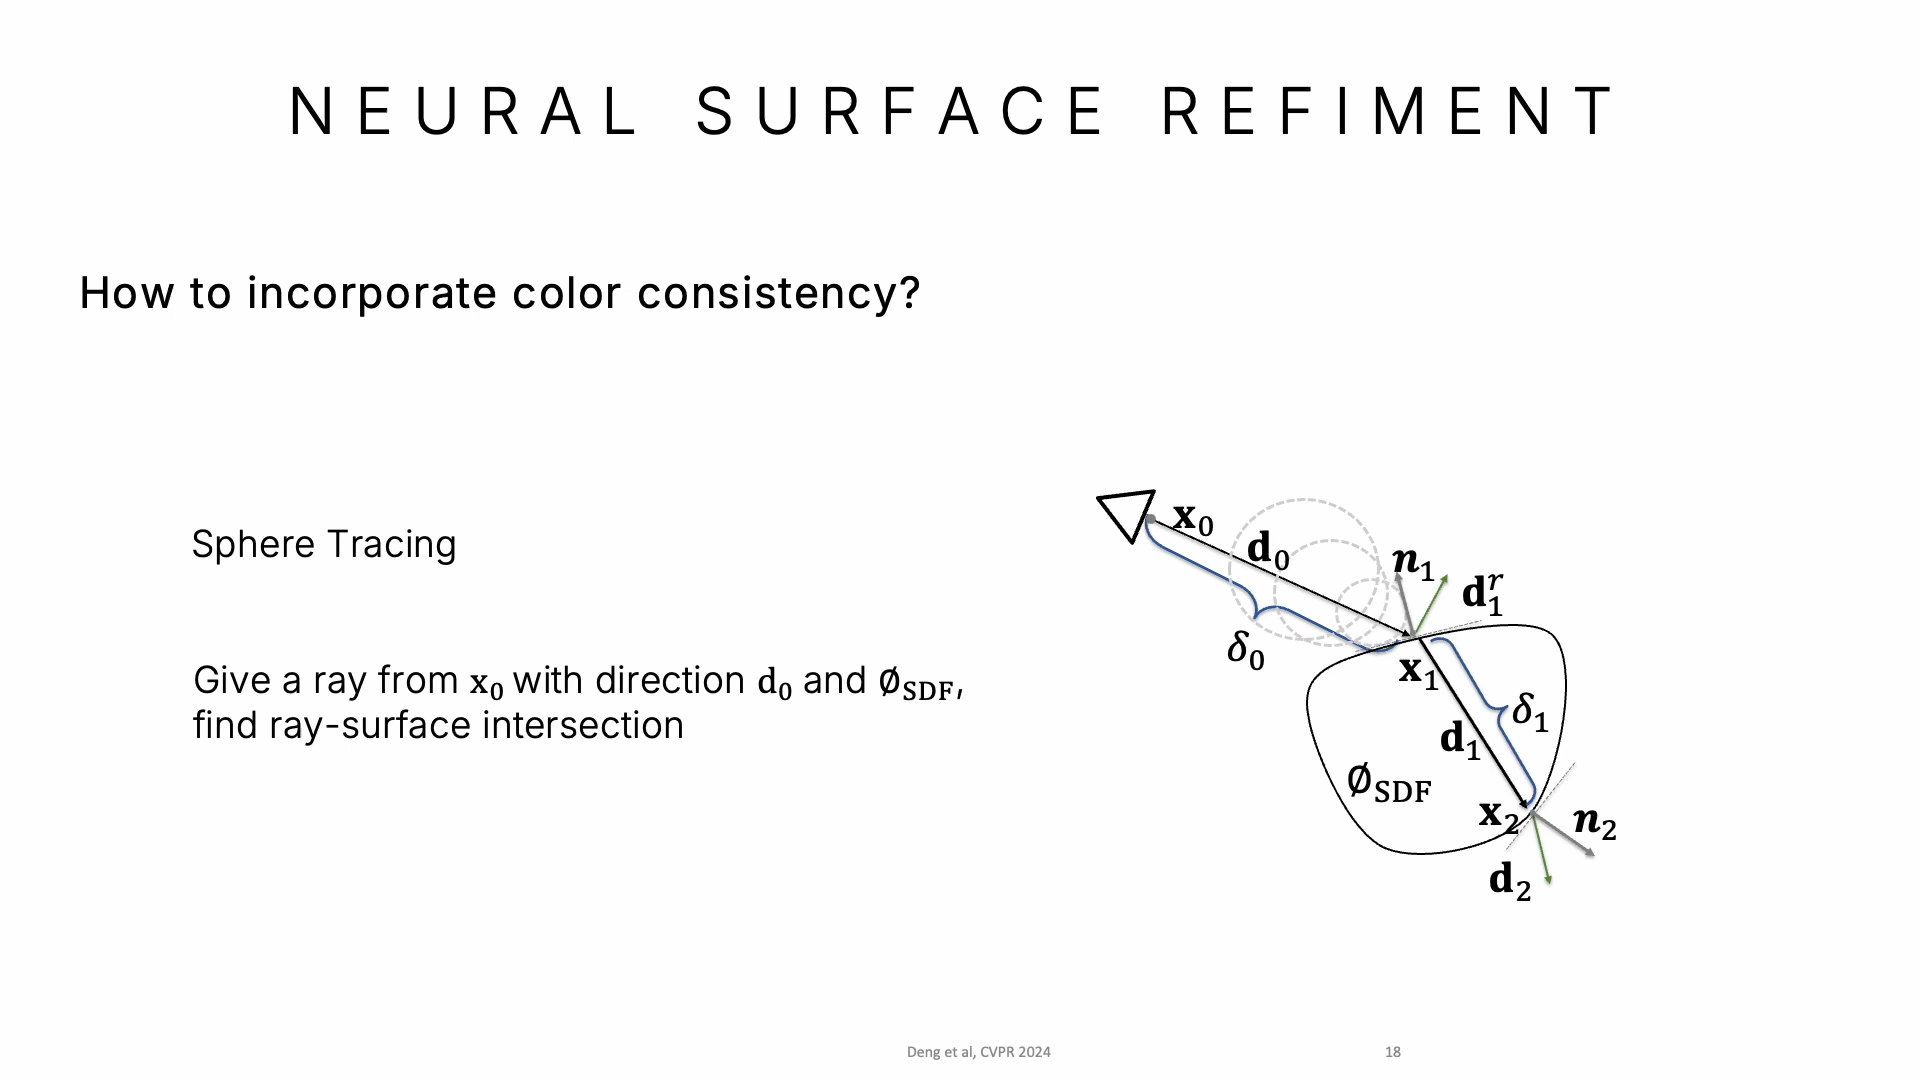 NEURAL SURFACE REFIMENT
How to incorporate color consistency?
Sphere Tracing
Give a ray from x₀ with direction d₀ and ∅_SDF,
find ray-surface intersection
x₀
d₀
n₁
d₁ʳ
δ₀
x₁
δ₁
d₁
∅_SDF
x₂
n₂
d₂
Deng et al, CVPR 2024
18